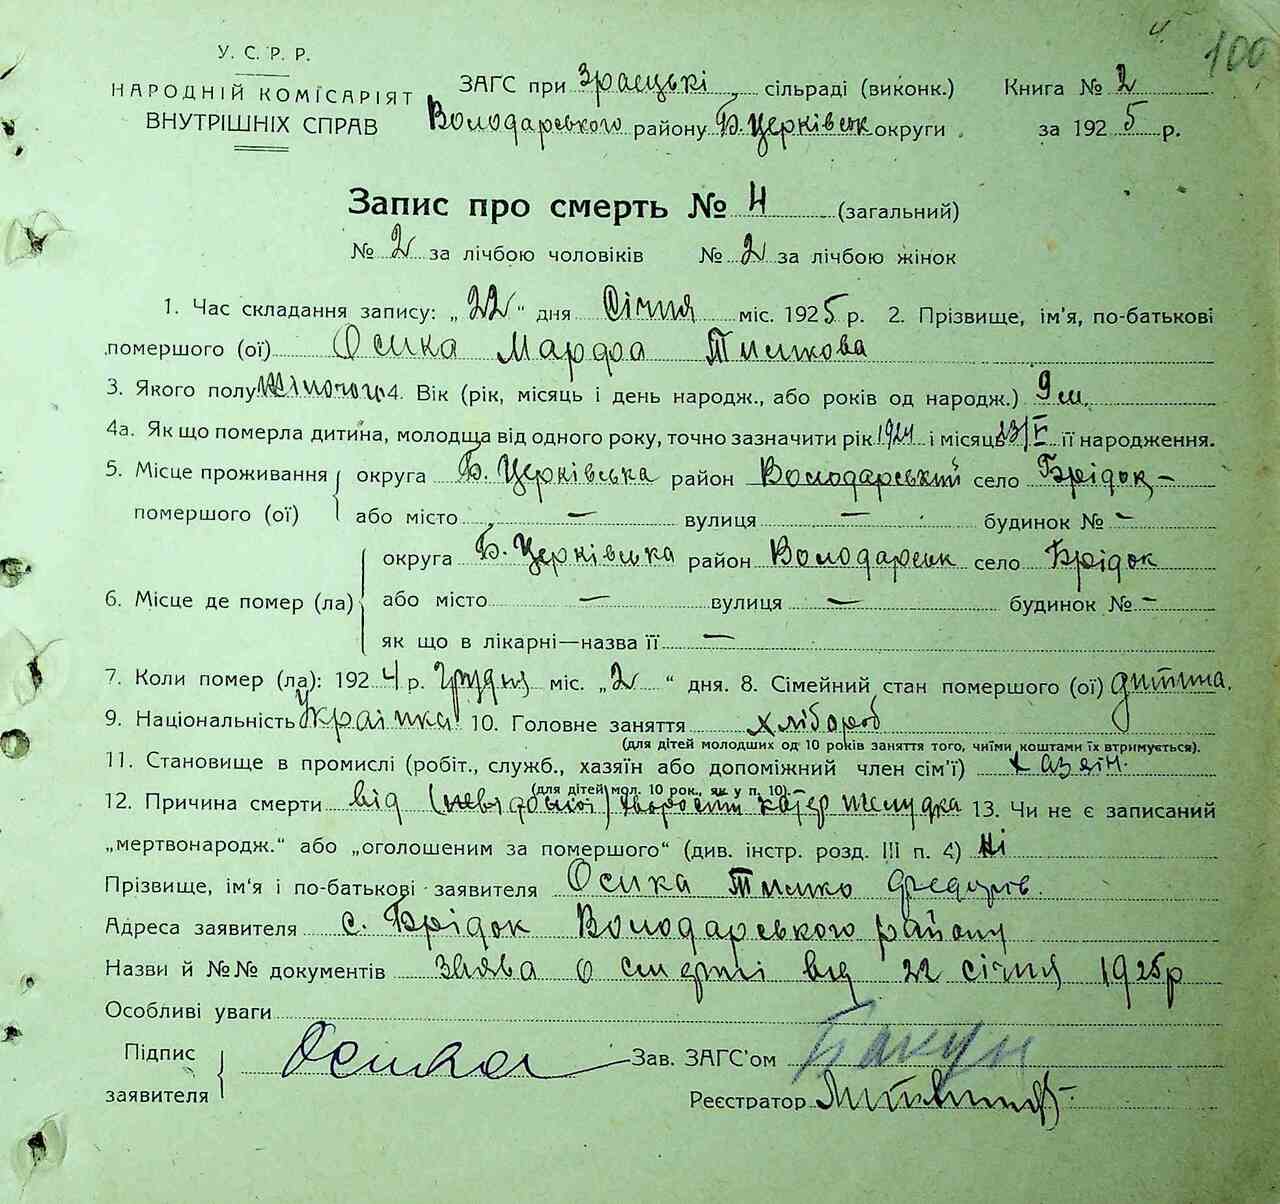 100
У. С. Р. Р.
НАРОДНІЙ КОМІСАРІЯТ
ВНУТРІШНІХ СПРАВ
ЗАГС при сільраді (виконк.) Книга № 2
Володарського району Б. Церківськ округи за 1925 р.
Запис про смерть № 4 (загальний)
№ 2 за лічбою чоловіків № 2 за лічбою жінок
1. Час складання запису: „22" дня Січня міс. 1925 р. 2. Прізвище, ім'я, по-батькові
помершого (ої) Осика Тимкова
3. Якого полу Жіночого 4. Вік (рік, місяць і день народж., або років од народж.) 9 м.
4а. Як що померла дитина, молодща від одного року, точно зазначити рік 1924 і місяць її народження.
5. Місце проживання помершого (ої) округа Б. Церківська район Володарський село Брідок —
або місто — вулиця — будинок № —
6. Місце де помер (ла) округа Б. Церківська район Володарськ село Брідок
або місто — вулиця — будинок № —
як що в лікарні—назва її —
7. Коли помер (ла): 1924 р. Грудня міс. „2" дня. 8. Сімейний стан помершого (ої) дитина.
9. Національність Українка 10. Головне заняття хлібороб
(для дітей молодших од 10 років заняття того, чиїми коштами їх втримується).
11. Становище в промислі (робіт., служб., хазяїн або допоміжний член сім'ї) хазяїн.
(для дітей мол. 10 рок., як у п. 10).
12. Причина смерти від (невідомої) желудка 13. Чи не є записаний
„мертвонародж." або „оголошеним за помершого" (див. інстр. розд. III п. 4) Ні
Прізвище, ім'я і по-батькові заявителя Осика Тимко Федоров.
Адреса заявителя с. Брідок Володарського району
Назви й №№ документів заява о смерті від 22 січня 1925 р
Особливі уваги
Підпис заявителя Осика Зав. ЗАГС'ом Бакун
Реєстратор